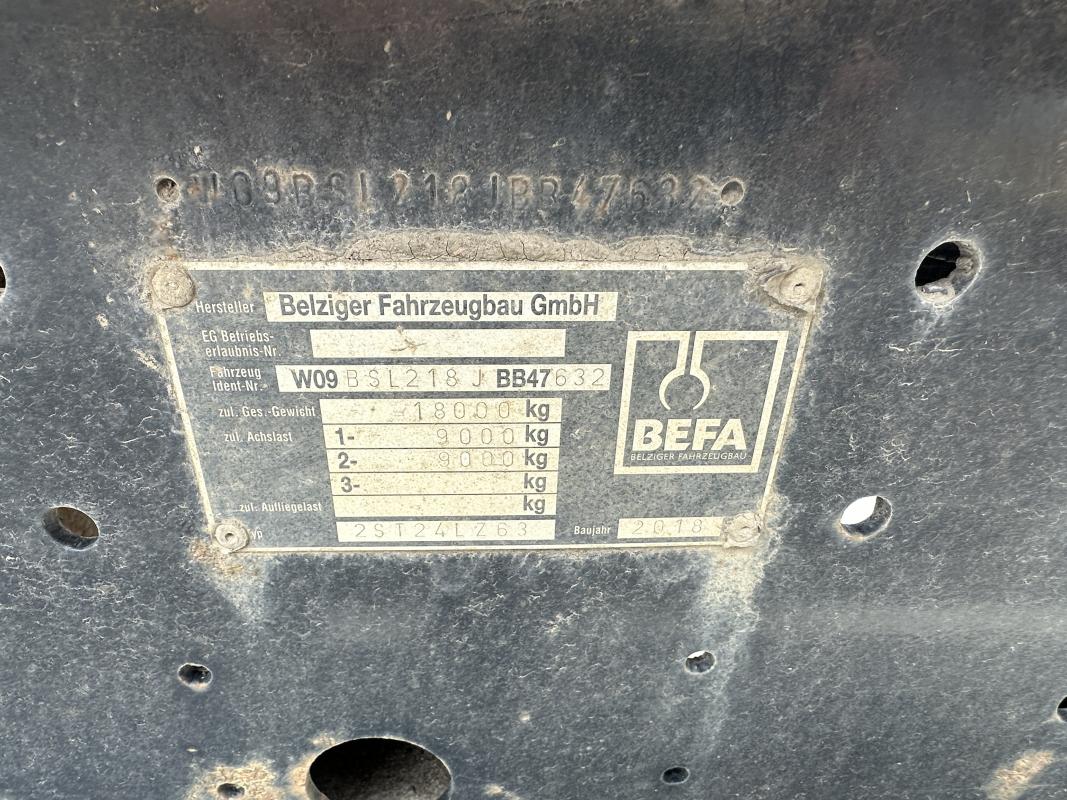 W09BSL218JBB47632
Hersteller Belziger Fahrzeugbau GmbH
EG Betriebs-
erlaubnis-Nr.
Fahrzeug
Ident-Nr. W09 BSL218 J BB47632
zul. Ges.-Gewicht 18000 kg
zul. Achslast 1- 9000 kg
2- 9000 kg
3- kg
zul. Aufliegelast kg
yp 2ST24LZ63 Baujahr 2018
BEFA
BELZIGER FAHRZEUGBAU